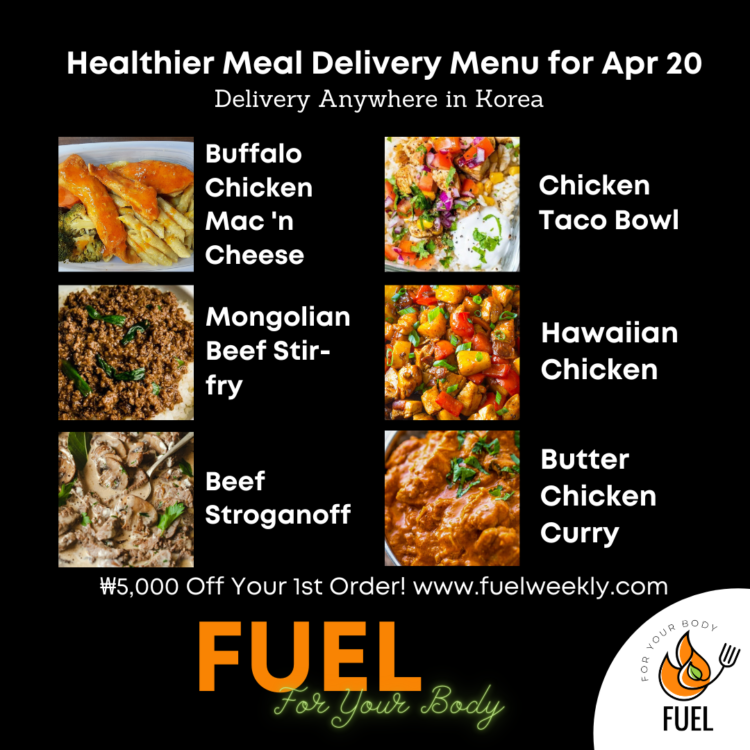 Healthier Meal Delivery Menu for Apr 20
Delivery Anywhere in Korea
Buffalo
Chicken
Mac 'n
Cheese
Chicken
Taco Bowl
Mongolian
Beef Stir-
fry
Hawaiian
Chicken
Beef
Stroganoff
Butter
Chicken
Curry
₩5,000 Off Your 1st Order! www.fuelweekly.com
FUEL
For Your Body
FOR YOUR BODY
FUEL